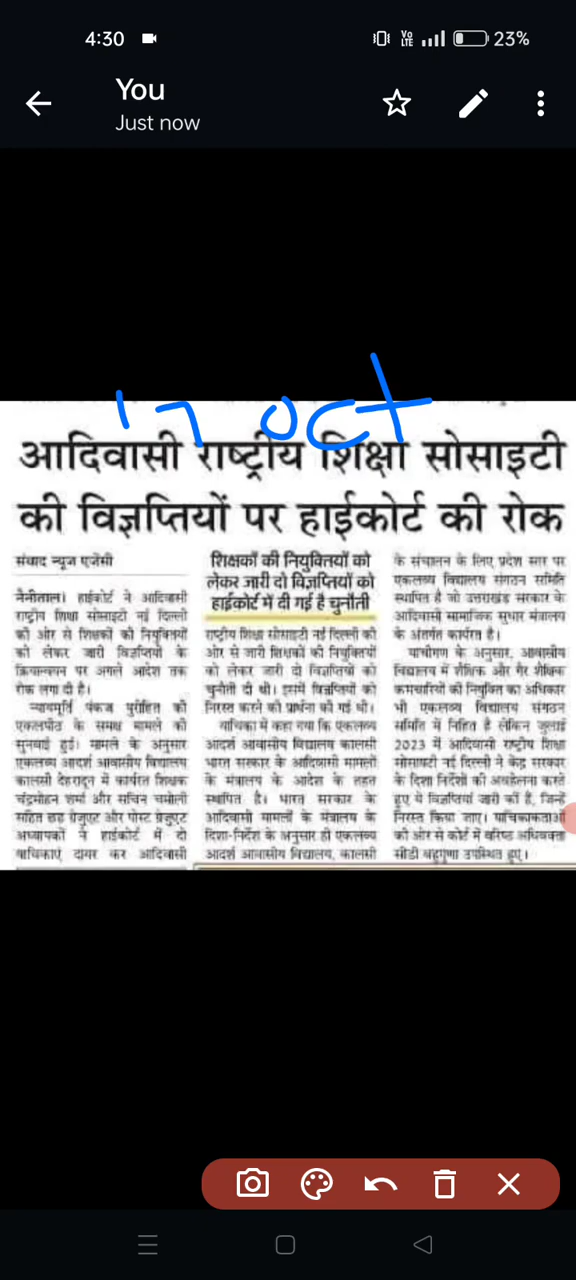 4:30
Vo LTE
23%
You
Just now
17 oct
आदिवासी राष्ट्रीय शिक्षा सोसाइटी
की विज्ञप्तियों पर हाईकोर्ट की रोक
संवाद न्यूज एजेंसी
नैनीताल। हाईकोर्ट ने आदिवासी
राष्ट्रीय शिक्षा सोसाइटी नई दिल्ली
की ओर से शिक्षकों की नियुक्तियों
को लेकर जारी विज्ञप्तियों के
क्रियान्वयन पर अगले आदेश तक
रोक लगा दी है।
न्यायमूर्ति पंकज पुरोहित की
एकलपीठ के समक्ष मामले की
सुनवाई हुई। मामले के अनुसार
एकलव्य आदर्श आवासीय विद्यालय
कालसी देहरादून में कार्यरत शिक्षक
चंद्रमोहन शर्मा और सचिन चमोली
सहित छह ग्रेजुएट और पोस्ट ग्रेजुएट
अध्यापकों ने हाईकोर्ट में दो
याचिकाएं दायर कर आदिवासी
शिक्षकों की नियुक्तियों को
लेकर जारी दो विज्ञप्तियों को
हाईकोर्ट में दी गई है चुनौती
राष्ट्रीय शिक्षा सोसाइटी नई दिल्ली की
ओर से जारी शिक्षकों की नियुक्तियों
को लेकर जारी दो विज्ञप्तियों को
चुनौती दी थी। इसमें विज्ञप्तियों को
निरस्त करने की प्रार्थना की गई थी।
याचिका में कहा गया कि एकलव्य
आदर्श आवासीय विद्यालय कालसी
भारत सरकार के आदिवासी मामलों
के मंत्रालय के आदेश के तहत
स्थापित है। भारत सरकार के
आदिवासी मामलों के मंत्रालय के
दिशा-निर्देश के अनुसार ही एकलव्य
आदर्श आवासीय विद्यालय, कालसी
के संचालन के लिए प्रदेश स्तर पर
एकलव्य विद्यालय संगठन समिति
स्थापित है जो उत्तराखंड सरकार के
आदिवासी सामाजिक सुधार मंत्रालय
के अंतर्गत कार्यरत है।
याचीगण के अनुसार, आवासीय
विद्यालय में शैक्षिक और गैर शैक्षिक
कर्मचारियों की नियुक्ति का अधिकार
भी एकलव्य विद्यालय संगठन
समिति में निहित है लेकिन जुलाई
2023 में आदिवासी राष्ट्रीय शिक्षा
सोसाइटी नई दिल्ली ने केंद्र सरकार
के दिशा निर्देशों की अवहेलना करते
हुए ये विज्ञप्तियां जारी की हैं, जिन्हें
निरस्त किया जाए। याचिकाकर्ताओं
की ओर से कोर्ट में वरिष्ठ अधिवक्ता
सीडी बहुगुणा उपस्थित हुए।